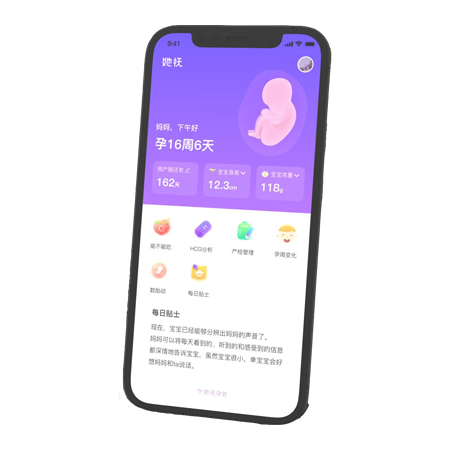 9:41
她妊
妈妈，下午好
孕16周6天
预产期还有
162天
宝宝身高
12.3cm
宝宝体重
118g
能不能吃
HCG分析
产检管理
孕周变化
数胎动
每日贴士
每日贴士
现在，宝宝已经能够分辨出妈妈的声音了。
妈妈可以将每天看到的、听到的和感受到的信息
都深情地告诉宝宝，虽然宝宝很小，单宝宝会好
想妈妈和ta说话。